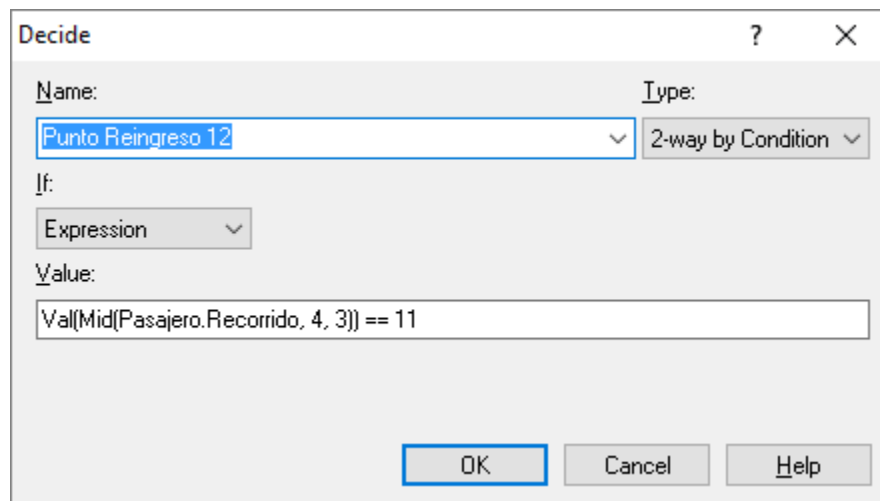 Decide ?
Name: Type:
Punto Reingreso 12 2-way by Condition
If:
Expression
Value:
Val(Mid(Pasajero.Recorrido, 4, 3)) == 11
OK Cancel Help